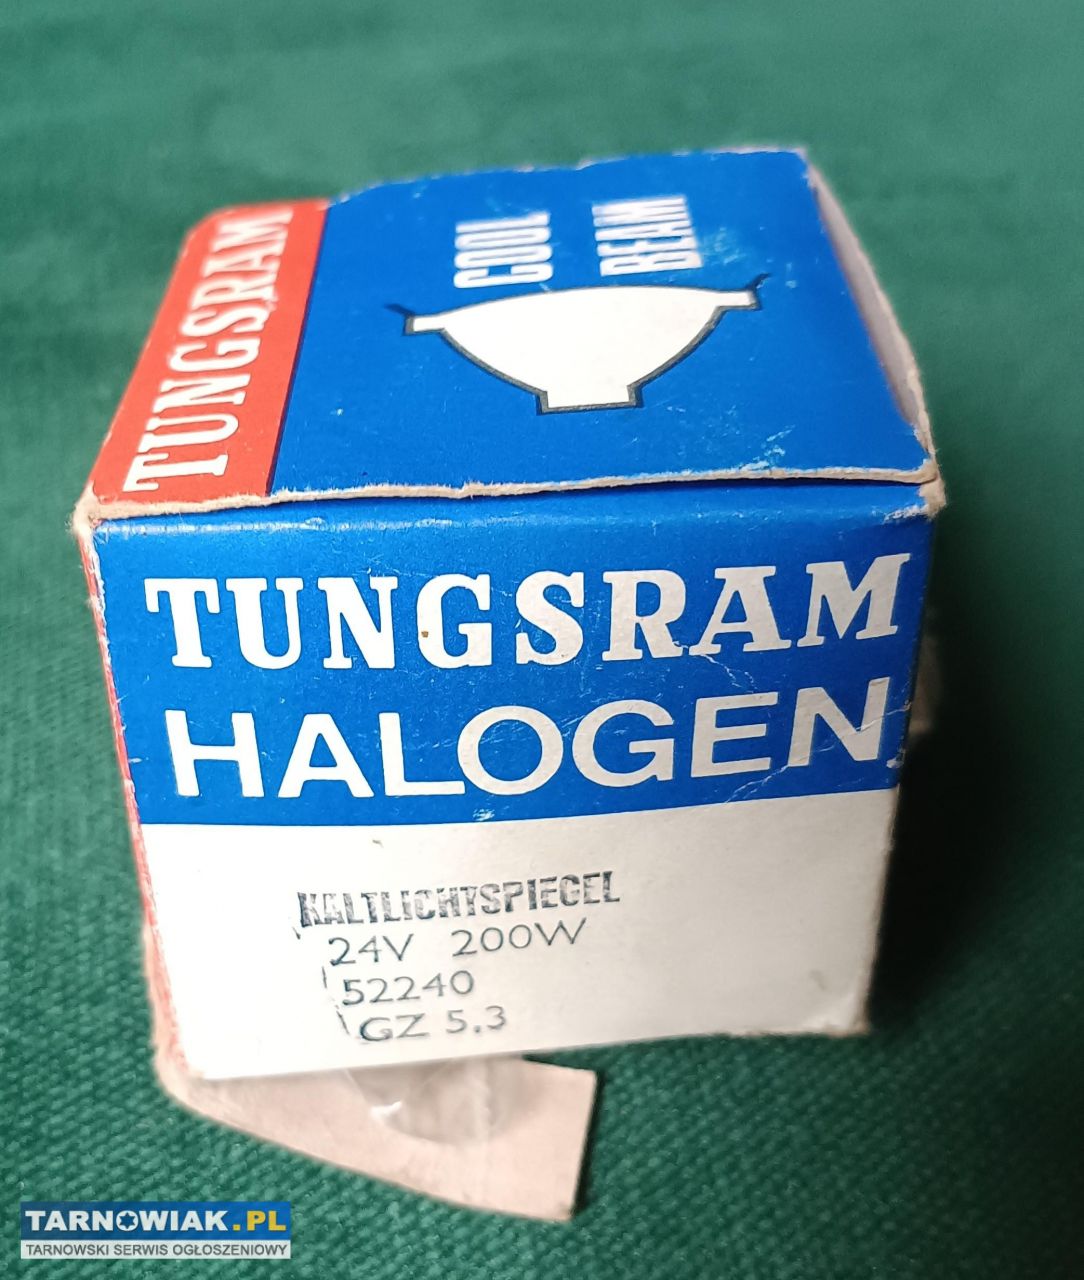 TUNGSRAM
COOL
BEAM
TUNGSRAM
HALOGEN
KALTLICHTSPIEGEL
24V 200W
52240
GZ 5.3
TARNOWIAK.PL
TARNOWSKI SERWIS OGŁOSZENIOWY